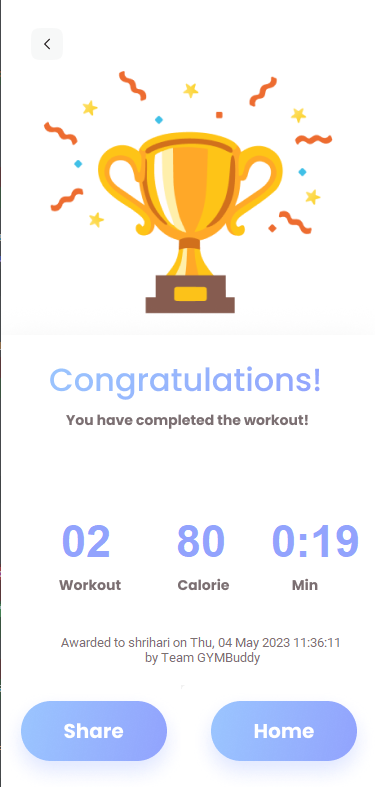 Congratulations!
You have completed the workout!
02 80 0:19
Workout Calorie Min
Awarded to shrihari on Thu, 04 May 2023 11:36:11
by Team GYMBuddy
Share Home